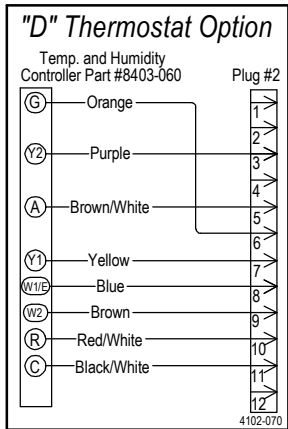 "D" Thermostat Option
Temp. and Humidity
Controller Part #8403-060
Plug #2
G Orange
1
2
Y2 Purple
3
4
A Brown/White
5
6
Y1 Yellow
7
W1/E Blue
8
W2 Brown
9
R Red/White
10
C Black/White
11
12
4102-070